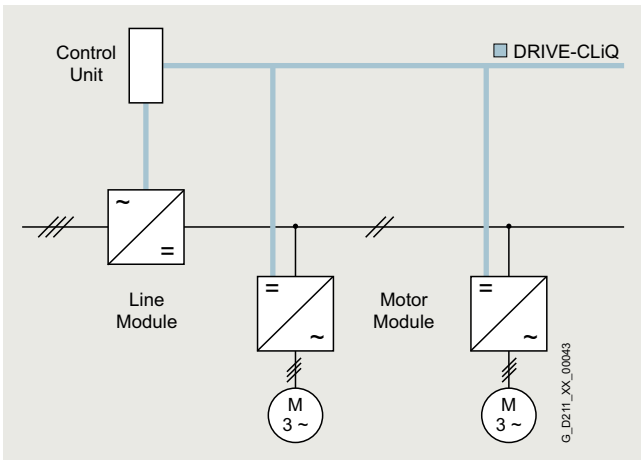 Control
Unit
DRIVE-CLiQ
~
=
Line
Module
=
~
Motor
Module
=
~
M
3 ~
M
3 ~
G_D211_XX_00043